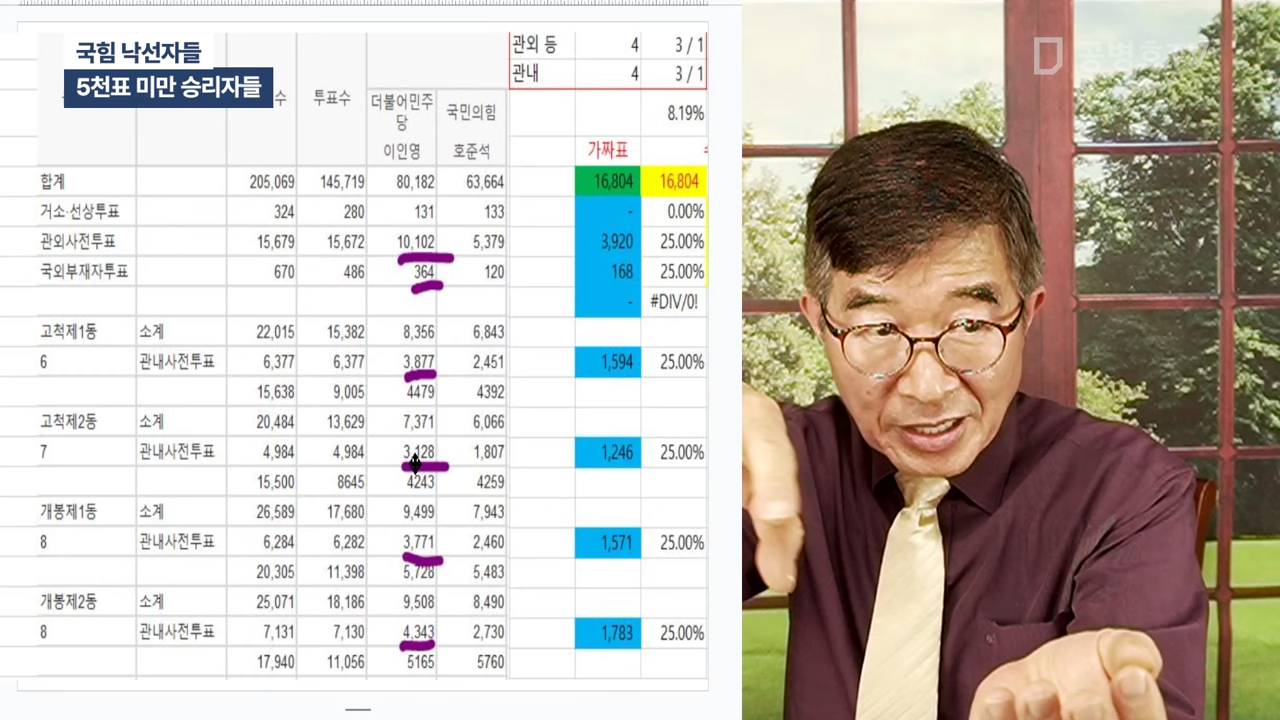 국힘 낙선자들
5천표 미만 승리자들
수 투표수 더불어민주당 이인영 국민의힘 호준석
관외 등 4 3 / 1
관내 4 3 / 1
8.19%
가짜표
합계 205,069 145,719 80,182 63,664 16,804 16,804
거소·선상투표 324 280 131 133 - 0.00%
관외사전투표 15,679 15,672 10,102 5,379 3,920 25.00%
국외부재자투표 670 486 364 120 168 25.00%
- #DIV/0!
고척제1동 소계 22,015 15,382 8,356 6,843
6 관내사전투표 6,377 6,377 3,877 2,451 1,594 25.00%
15,638 9,005 4479 4392
고척제2동 소계 20,484 13,629 7,371 6,066
7 관내사전투표 4,984 4,984 3,128 1,807 1,246 25.00%
15,500 8645 4243 4259
개봉제1동 소계 26,589 17,680 9,499 7,943
8 관내사전투표 6,284 6,282 3,771 2,460 1,571 25.00%
20,305 11,398 5,728 5,483
개봉제2동 소계 25,071 18,186 9,508 8,490
8 관내사전투표 7,131 7,130 4,343 2,730 1,783 25.00%
17,940 11,056 5165 5760